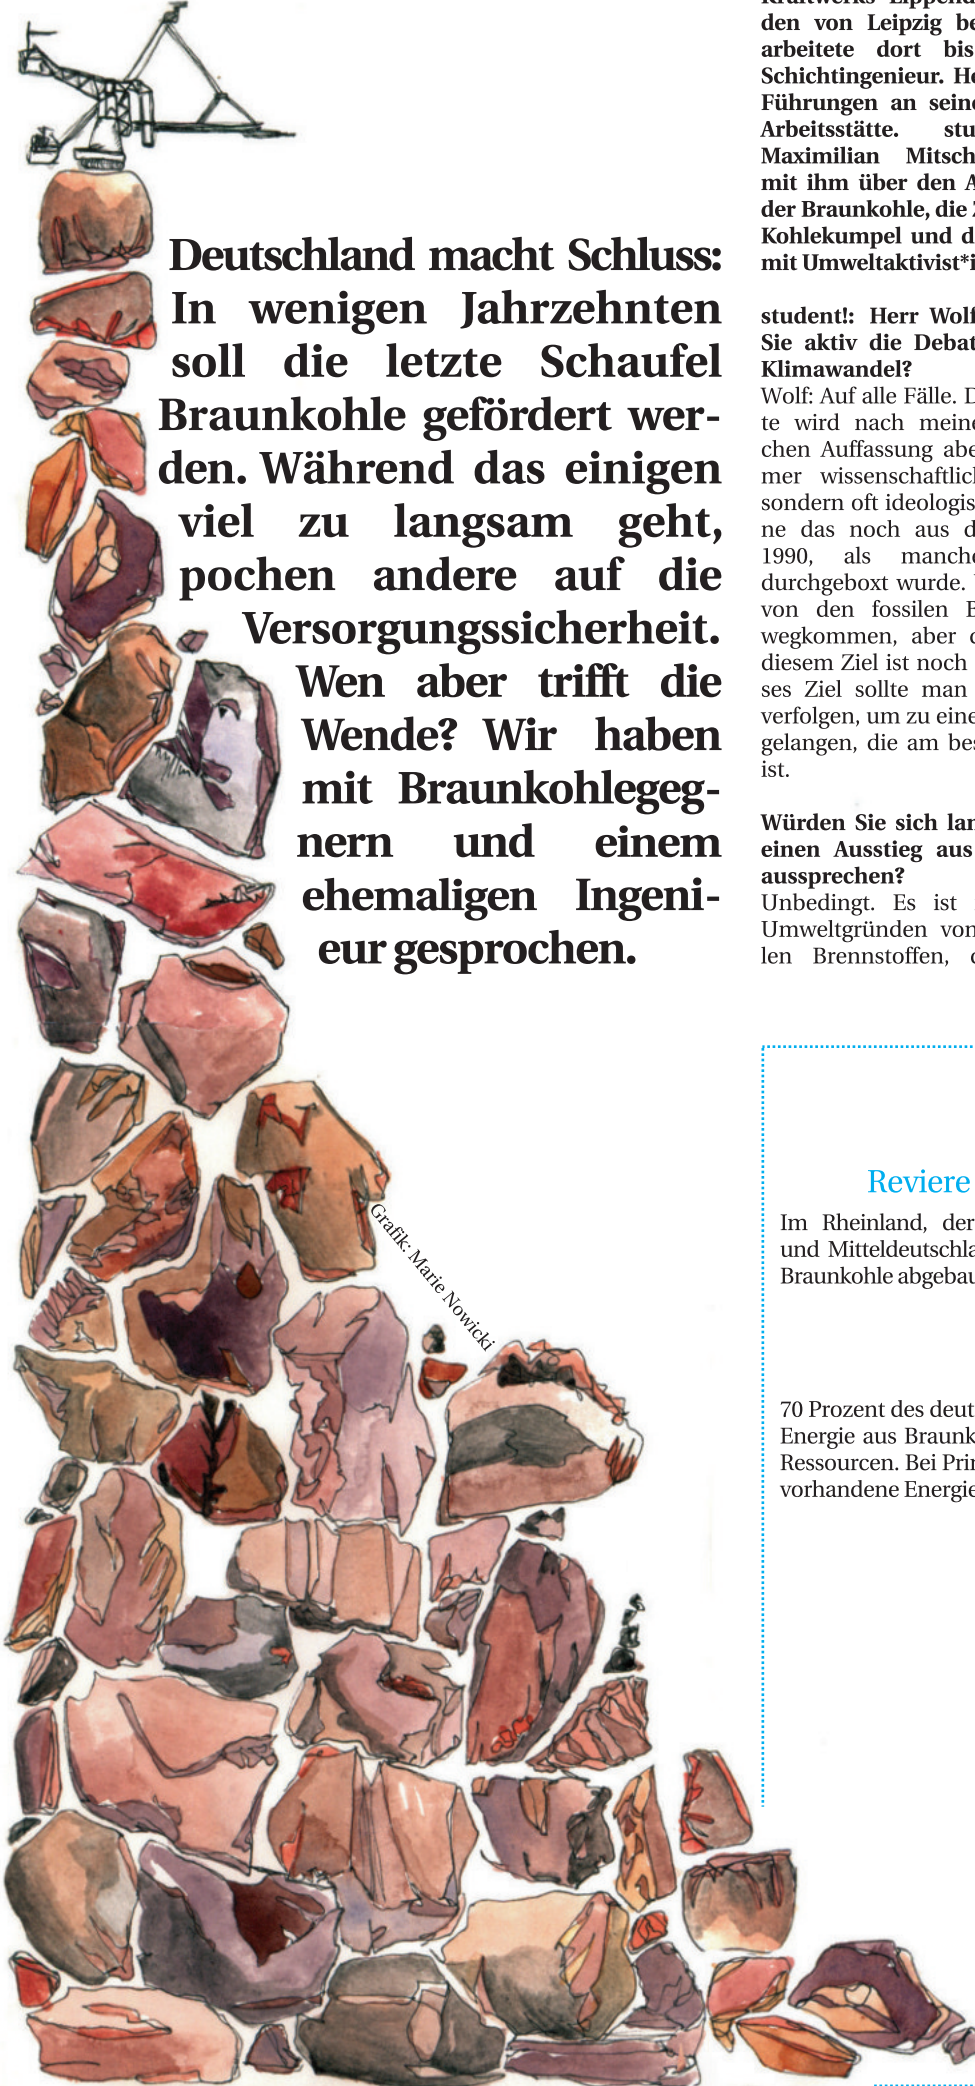 Deutschland macht Schluss:
In wenigen Jahrzehnten
soll die letzte Schaufel
Braunkohle gefördert wer-
den. Während das einigen
viel zu langsam geht,
pochen andere auf die
Versorgungssicherheit.
Wen aber trifft die
Wende? Wir haben
mit Braunkohlegeg-
nern und einem
ehemaligen Ingeni-
eur gesprochen.
Grafik: Marie Nowicki
den von Leipzig be
arbeitete dort bis
Schichtingenieur. He
Führungen an seine
Arbeitsstätte. stu
Maximilian Mitsch
mit ihm über den A
der Braunkohle, die
Kohlekumpel und d
mit Umweltaktivist*i
student!: Herr Wolf
Sie aktiv die Debat
Klimawandel?
Wolf: Auf alle Fälle. D
te wird nach meine
chen Auffassung abe
mer wissenschaftlich
sondern oft ideologis
ne das noch aus d
1990, als manche
durchgeboxt wurde.
von den fossilen B
wegkommen, aber d
diesem Ziel ist noch
ses Ziel sollte man
verfolgen, um zu eine
gelangen, die am bes
ist.
Würden Sie sich lan
einen Ausstieg aus
aussprechen?
Unbedingt. Es ist
Umweltgründen von
len Brennstoffen, d
Reviere
Im Rheinland, der
und Mitteldeutschla
Braunkohle abgebau
70 Prozent des deut
Energie aus Braunk
Ressourcen. Bei Prin
vorhandene Energie